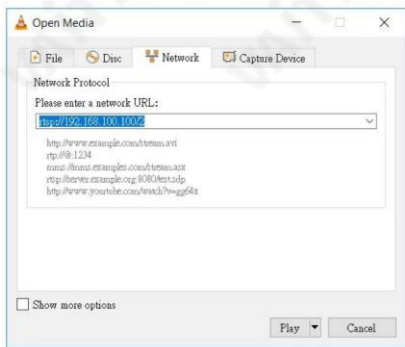 Open Media
File Disc Network Capture Device
Network Protocol
Please enter a network URL:
rtsp://192.168.100.100/2
http://www.example.com/stream.avi
rtp://@:1234
mms://mms.examples.com/stream.asx
rtsp://server.example.org:8080/test.sdp
http://www.youtube.com/watch?v=gg64x
Show more options
Play Cancel